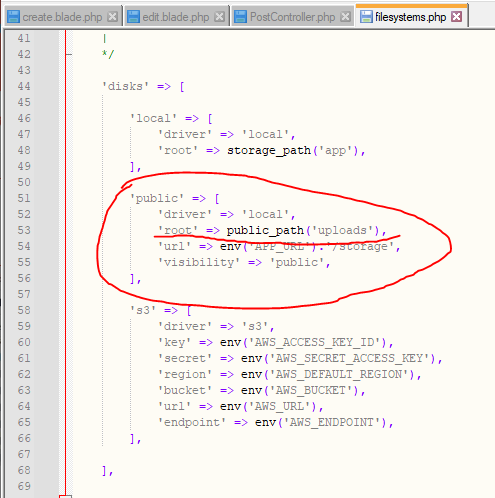 create.blade.php edit.blade.php PostController.php filesystems.php
41 |
42 */
43
44 'disks' => [
45
46 'local' => [
47 'driver' => 'local',
48 'root' => storage_path('app'),
49 ],
50
51 'public' => [
52 'driver' => 'local',
53 'root' => public_path('uploads'),
54 'url' => env('APP_URL').'/storage',
55 'visibility' => 'public',
56 ],
57
58 's3' => [
59 'driver' => 's3',
60 'key' => env('AWS_ACCESS_KEY_ID'),
61 'secret' => env('AWS_SECRET_ACCESS_KEY'),
62 'region' => env('AWS_DEFAULT_REGION'),
63 'bucket' => env('AWS_BUCKET'),
64 'url' => env('AWS_URL'),
65 'endpoint' => env('AWS_ENDPOINT'),
66 ],
67
68 ],
69